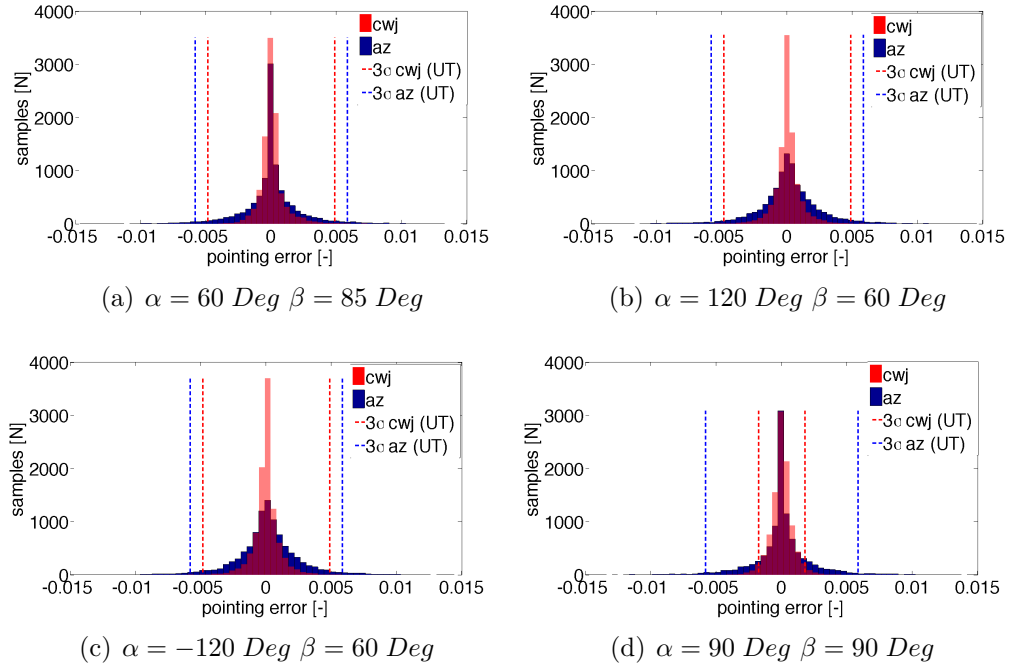 4000
3000
2000
1000
0
samples [N]
-0.015
-0.01
-0.005
0
0.005
0.01
0.015
pointing error [-]
cwj
az
3σ cwj (UT)
3σ az (UT)
(a) α = 60 Deg β = 85 Deg
4000
3000
2000
1000
0
samples [N]
-0.015
-0.01
-0.005
0
0.005
0.01
0.015
pointing error [-]
cwj
az
3σ cwj (UT)
3σ az (UT)
(b) α = 120 Deg β = 60 Deg
4000
3000
2000
1000
0
samples [N]
-0.015
-0.01
-0.005
0
0.005
0.01
0.015
pointing error [-]
cwj
az
3σ cwj (UT)
3σ az (UT)
(c) α = −120 Deg β = 60 Deg
4000
3000
2000
1000
0
samples [N]
-0.015
-0.01
-0.005
0
0.005
0.01
0.015
pointing error [-]
cwj
az
3σ cwj (UT)
3σ az (UT)
(d) α = 90 Deg β = 90 Deg